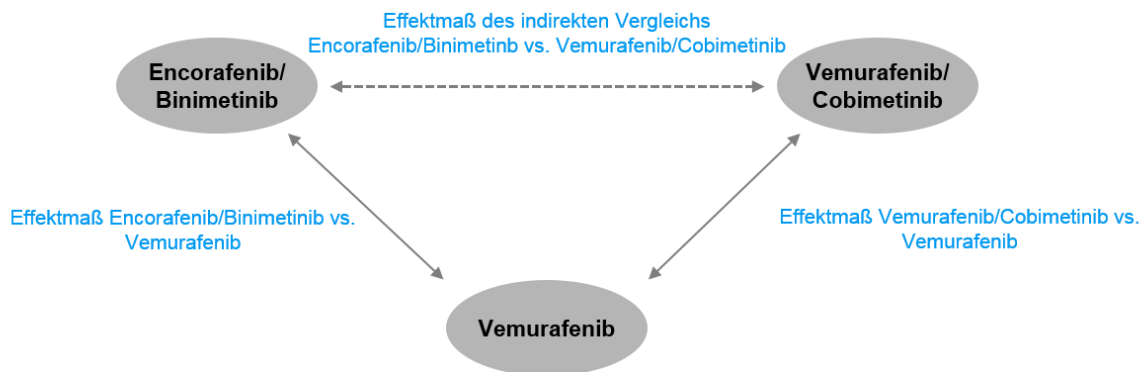 Effektmaß des indirekten Vergleichs
Encorafenib/Binimetinb vs. Vemurafenib/Cobimetinib
Encorafenib/
Binimetinib
Vemurafenib/
Cobimetinib
Effektmaß Encorafenib/Binimetinib vs.
Vemurafenib
Effektmaß Vemurafenib/Cobimetinib vs.
Vemurafenib
Vemurafenib